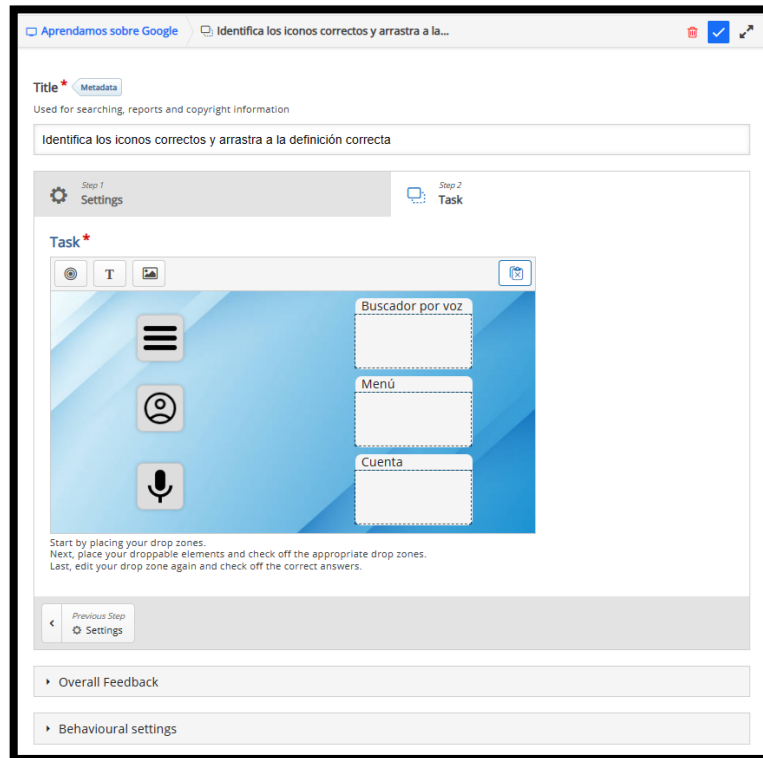 Aprendamos sobre Google
Identifica los iconos correctos y arrastra a la...
Title *
Metadata
Used for searching, reports and copyright information
Identifica los iconos correctos y arrastra a la definición correcta
Step 1
Settings
Step 2
Task
Task *
T
Buscador por voz
Menú
Cuenta
Start by placing your drop zones.
Next, place your droppable elements and check off the appropriate drop zones.
Last, edit your drop zone again and check off the correct answers.
Previous Step
Settings
Overall Feedback
Behavioural settings